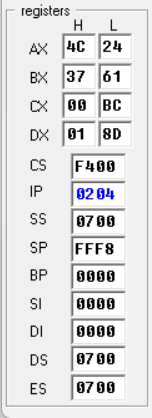 registers
H L
AX 4C 24
BX 37 61
CX 00 BC
DX 01 8D
CS F400
IP 0204
SS 0700
SP FFF8
BP 0000
SI 0000
DI 0000
DS 0700
ES 0700